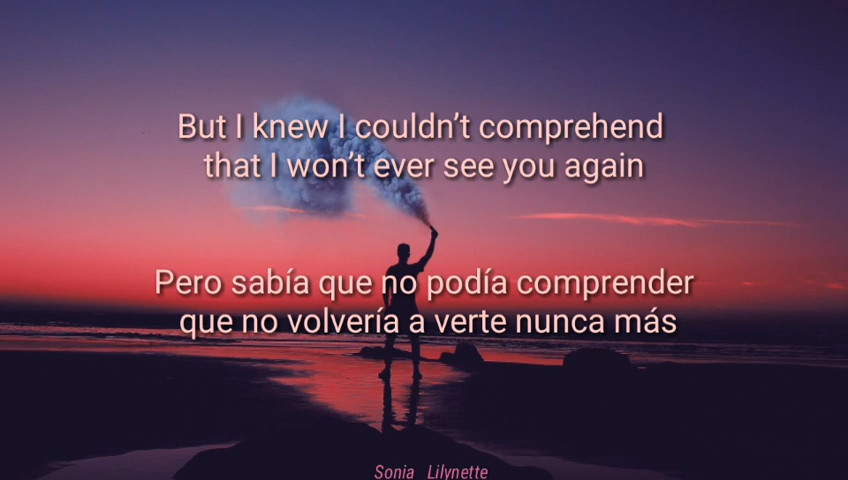 But I knew I couldn’t comprehend
that I won’t ever see you again
Pero sabía que no podía comprender
que no volvería a verte nunca más
Sonia Lilynette